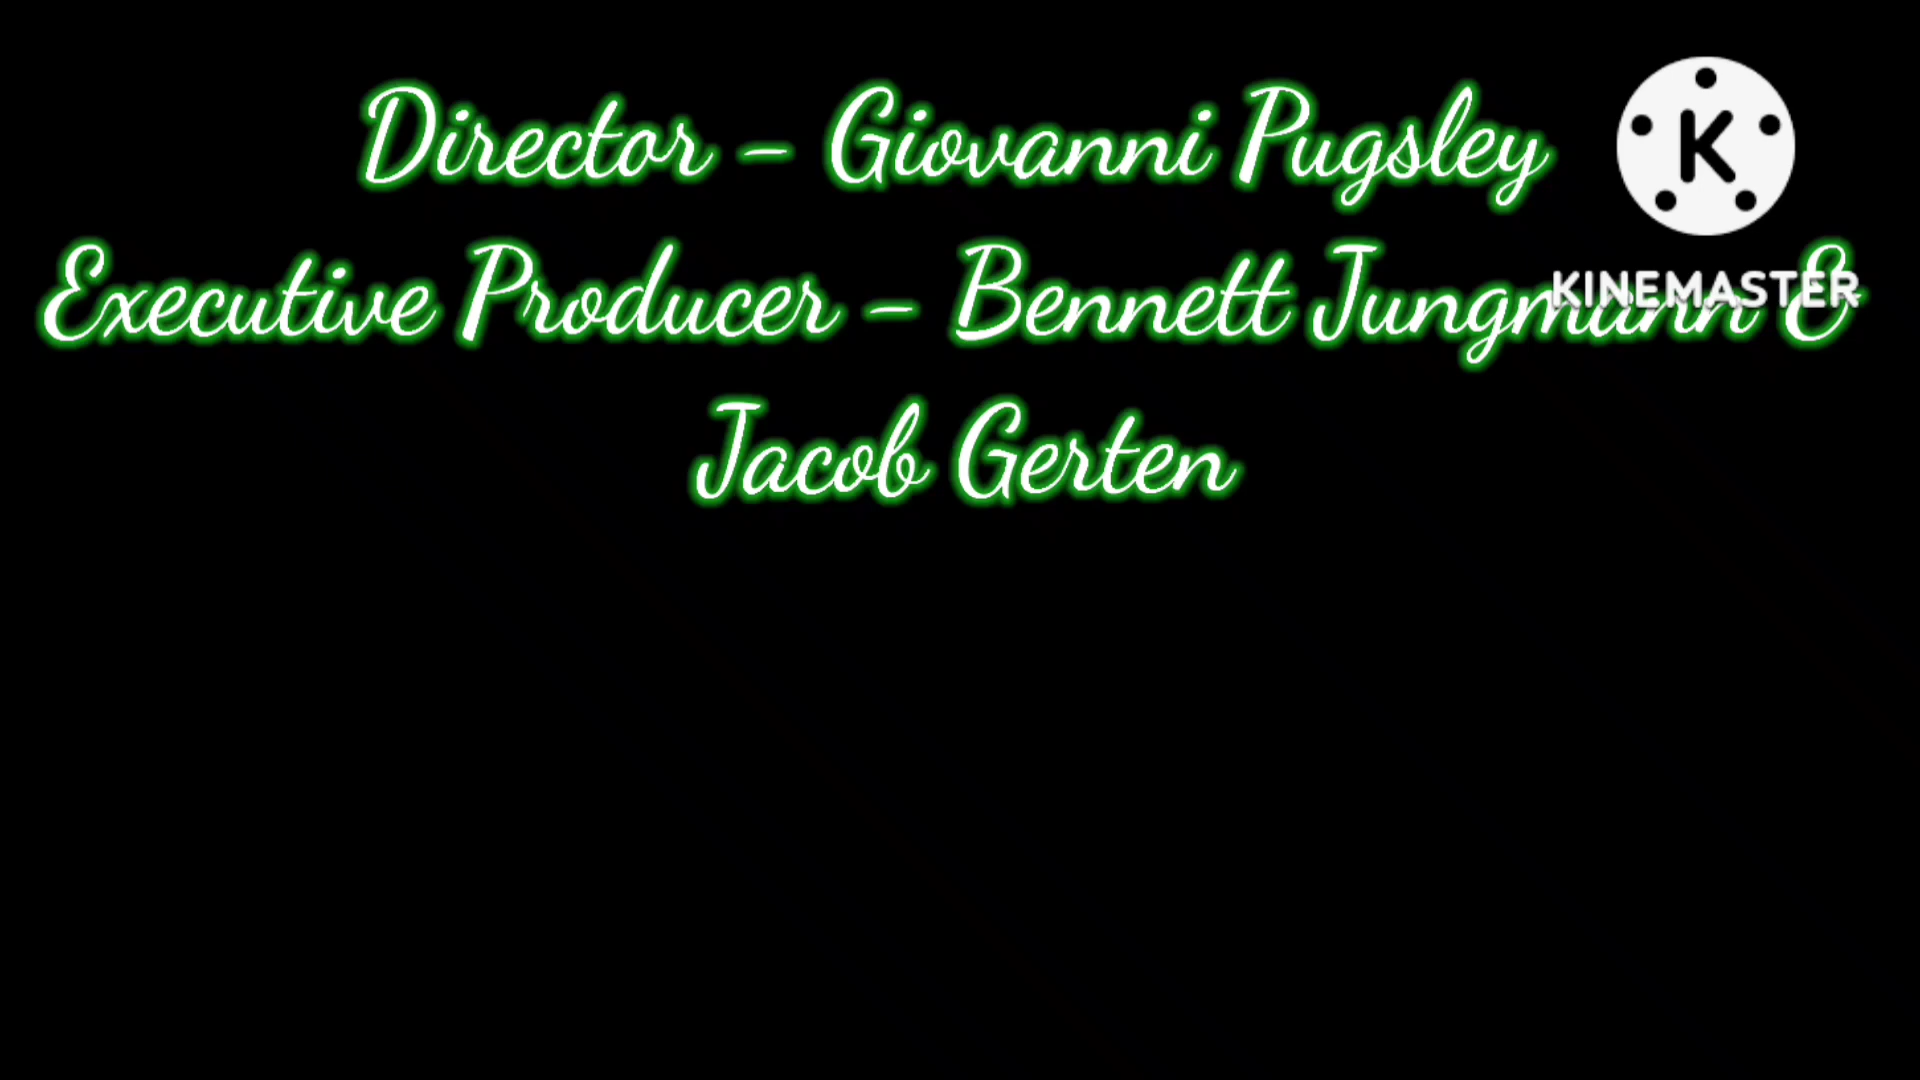 Director - Giovanni Pugsley
K
Executive Producer - Bennett Jungmann &
KINEMASTER
Jacob Gerten